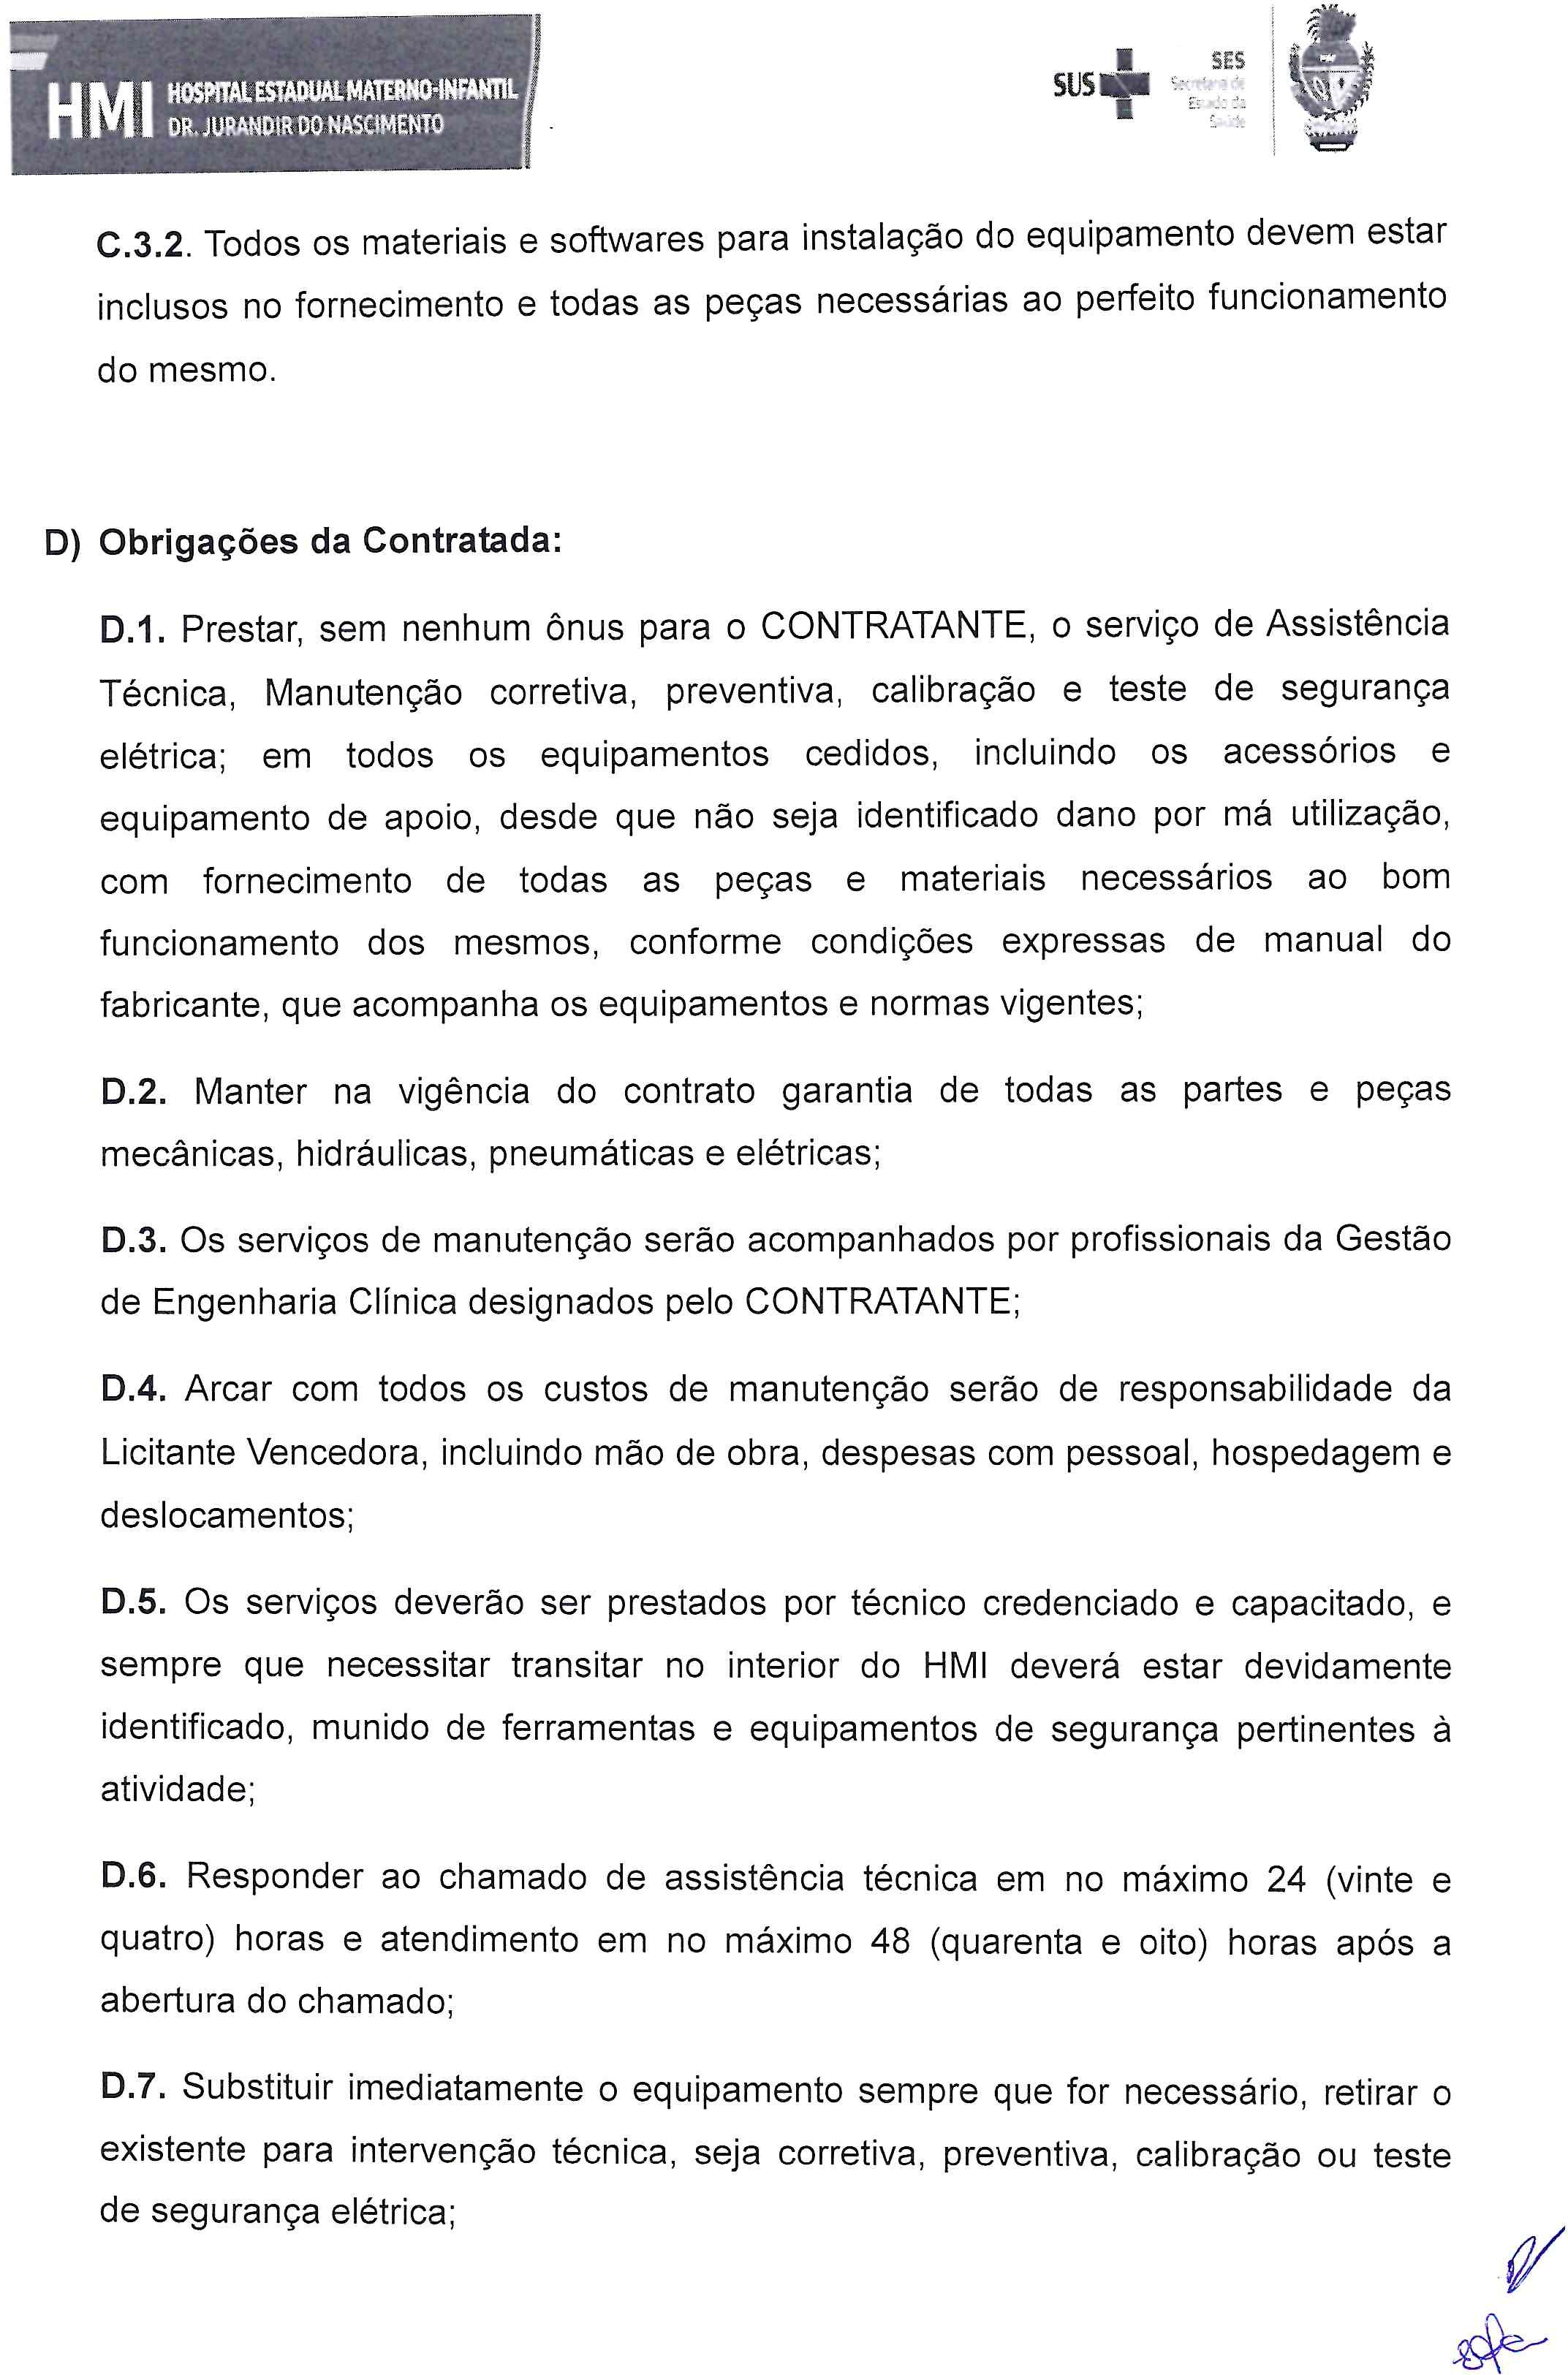 HMI HOSPITAL ESTADUAL MATERNO-INFANTIL
DR. JURANDIR DO NASCIMENTO
SUS
SES
Secretaria de
Estado da
Saúde
C.3.2. Todos os materiais e softwares para instalação do equipamento devem estar
inclusos no fornecimento e todas as peças necessárias ao perfeito funcionamento
do mesmo.
D) Obrigações da Contratada:
D.1. Prestar, sem nenhum ônus para o CONTRATANTE, o serviço de Assistência
Técnica, Manutenção corretiva, preventiva, calibração e teste de segurança
elétrica; em todos os equipamentos cedidos, incluindo os acessórios e
equipamento de apoio, desde que não seja identificado dano por má utilização,
com fornecimento de todas as peças e materiais necessários ao bom
funcionamento dos mesmos, conforme condições expressas de manual do
fabricante, que acompanha os equipamentos e normas vigentes;
D.2. Manter na vigência do contrato garantia de todas as partes e peças
mecânicas, hidráulicas, pneumáticas e elétricas;
D.3. Os serviços de manutenção serão acompanhados por profissionais da Gestão
de Engenharia Clínica designados pelo CONTRATANTE;
D.4. Arcar com todos os custos de manutenção serão de responsabilidade da
Licitante Vencedora, incluindo mão de obra, despesas com pessoal, hospedagem e
deslocamentos;
D.5. Os serviços deverão ser prestados por técnico credenciado e capacitado, e
sempre que necessitar transitar no interior do HMI deverá estar devidamente
identificado, munido de ferramentas e equipamentos de segurança pertinentes à
atividade;
D.6. Responder ao chamado de assistência técnica em no máximo 24 (vinte e
quatro) horas e atendimento em no máximo 48 (quarenta e oito) horas após a
abertura do chamado;
D.7. Substituir imediatamente o equipamento sempre que for necessário, retirar o
existente para intervenção técnica, seja corretiva, preventiva, calibração ou teste
de segurança elétrica;